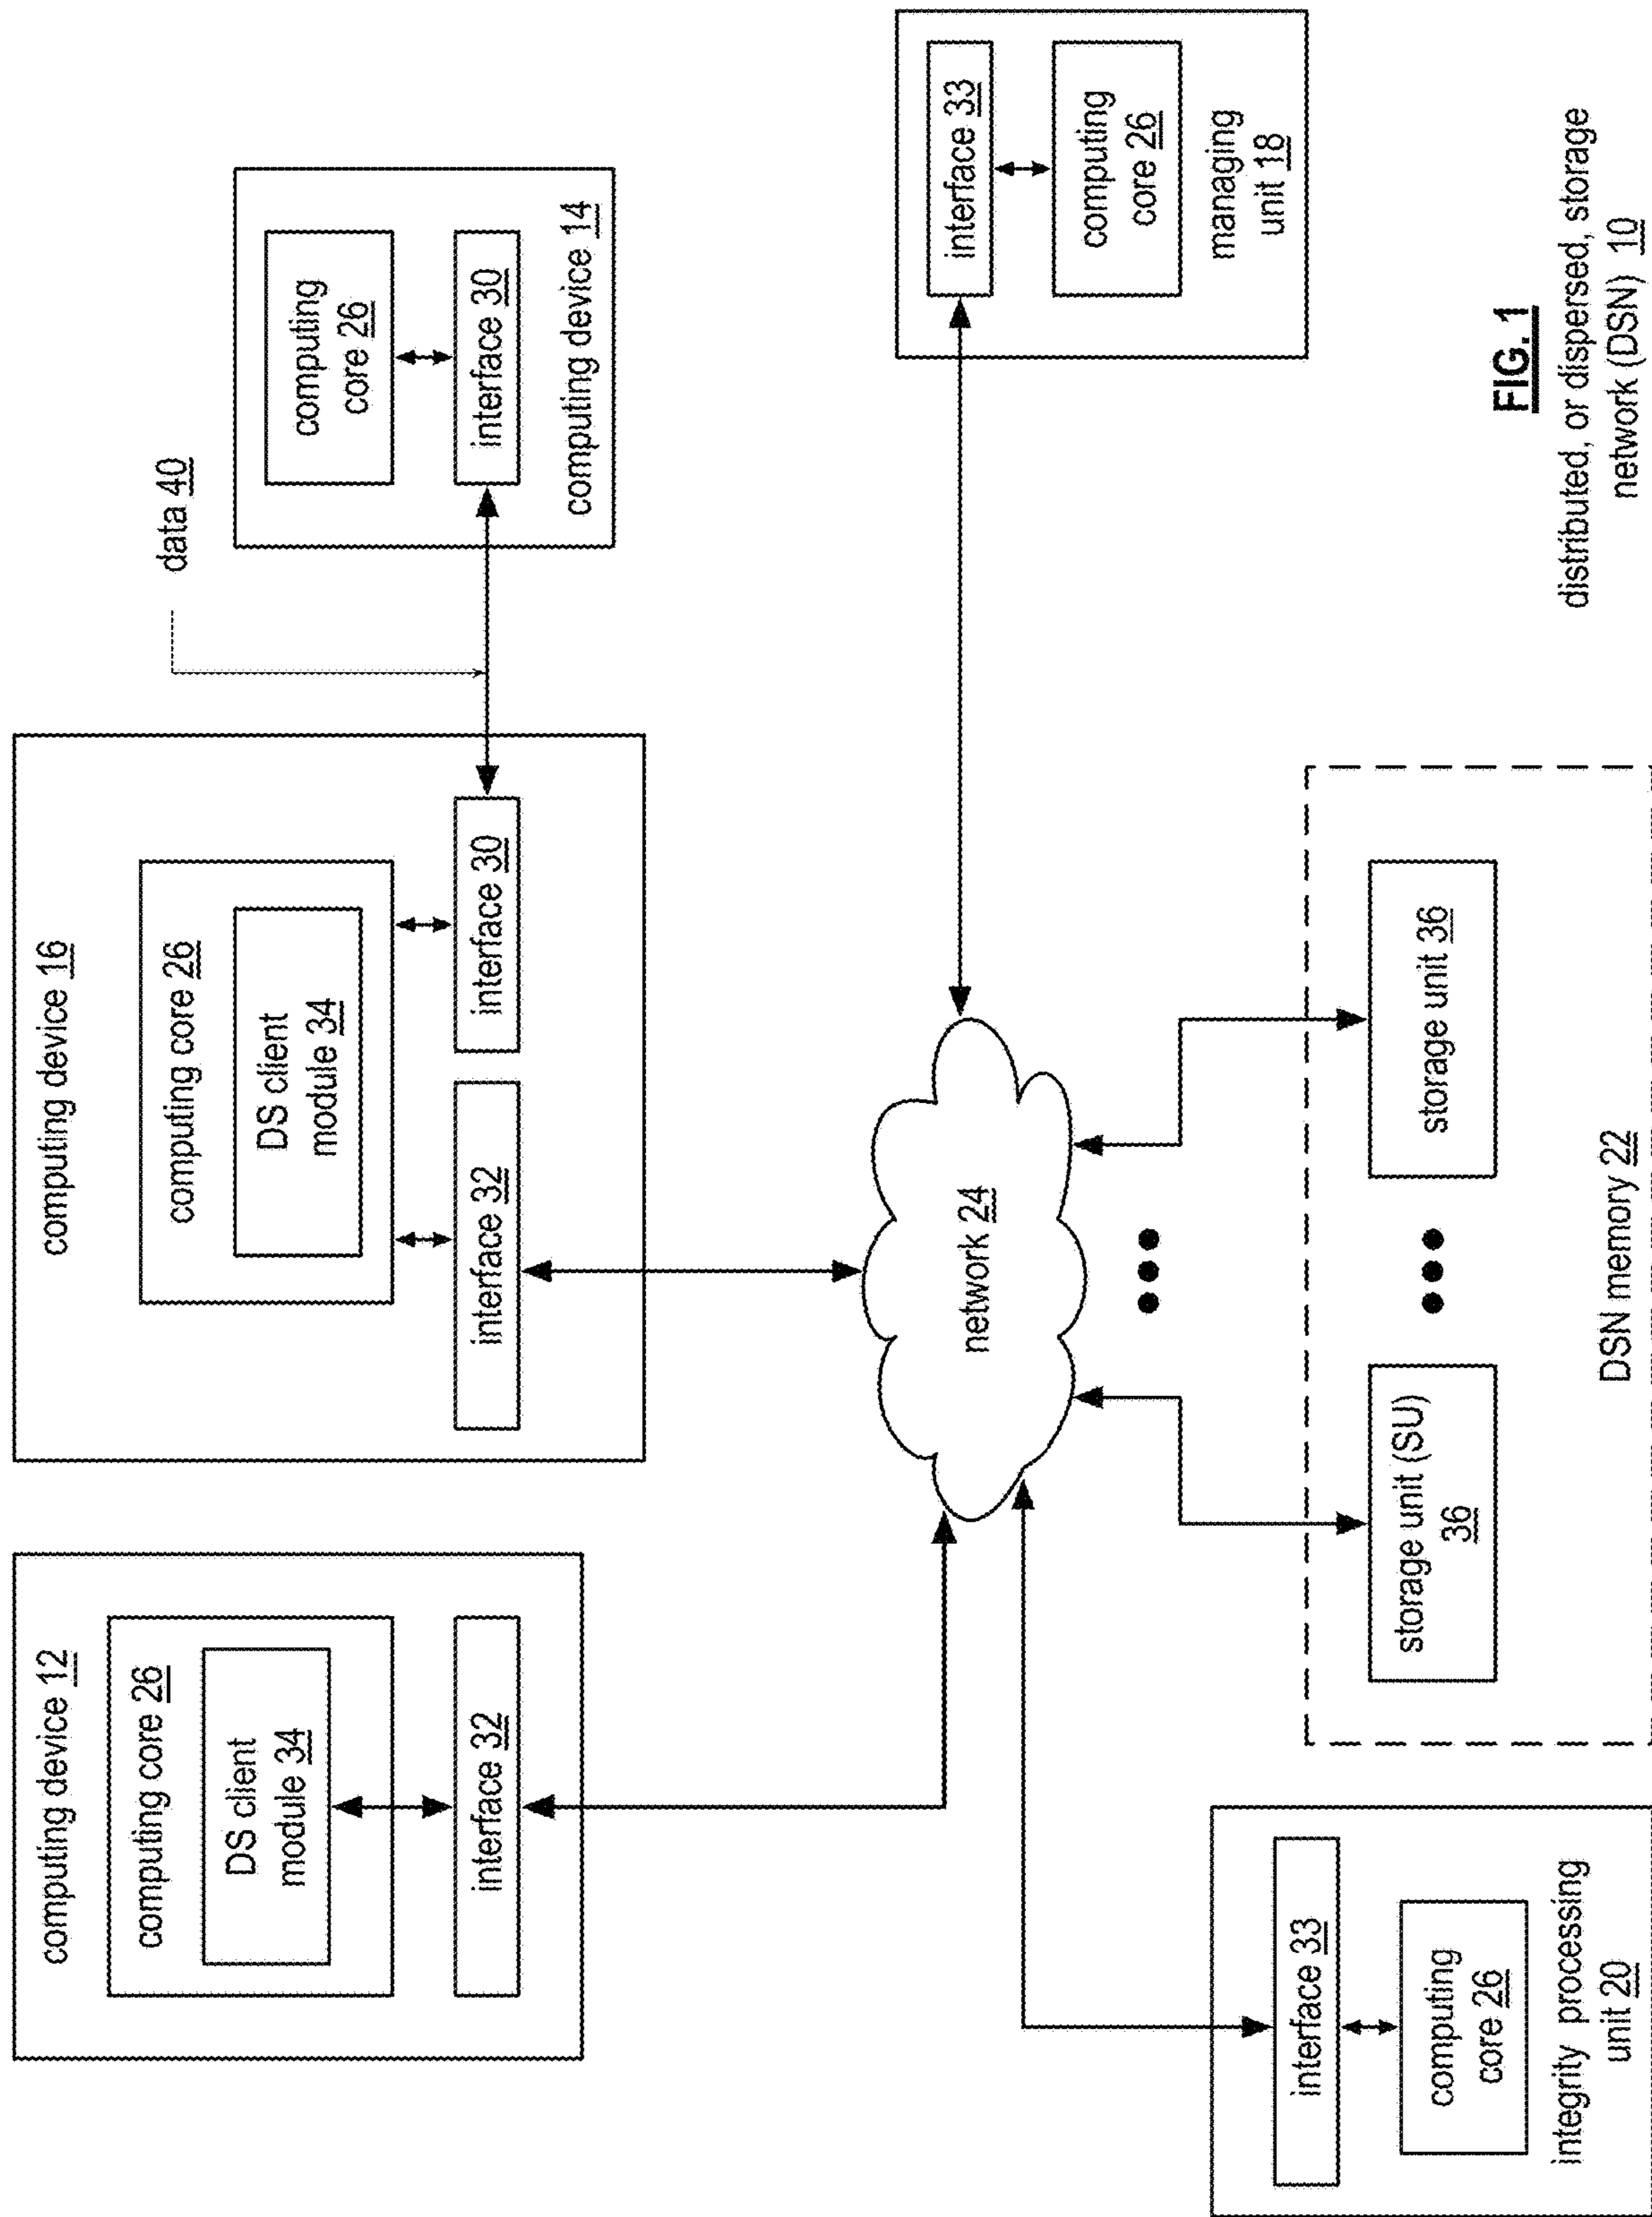 computing device 12
computing core 26
DS client
module 34
interface 32
computing device 16
computing core 26
DS client
module 34
interface 32
interface 30
data 40
computing
core 26
interface 30
computing device 14
network 24
interface 33
computing
core 26
managing
unit 18
interface 33
computing
core 26
integrity processing
unit 20
storage unit (SU)
36
storage unit 36
DSN memory 22
FIG. 1
distributed, or dispersed, storage
network (DSN) 10